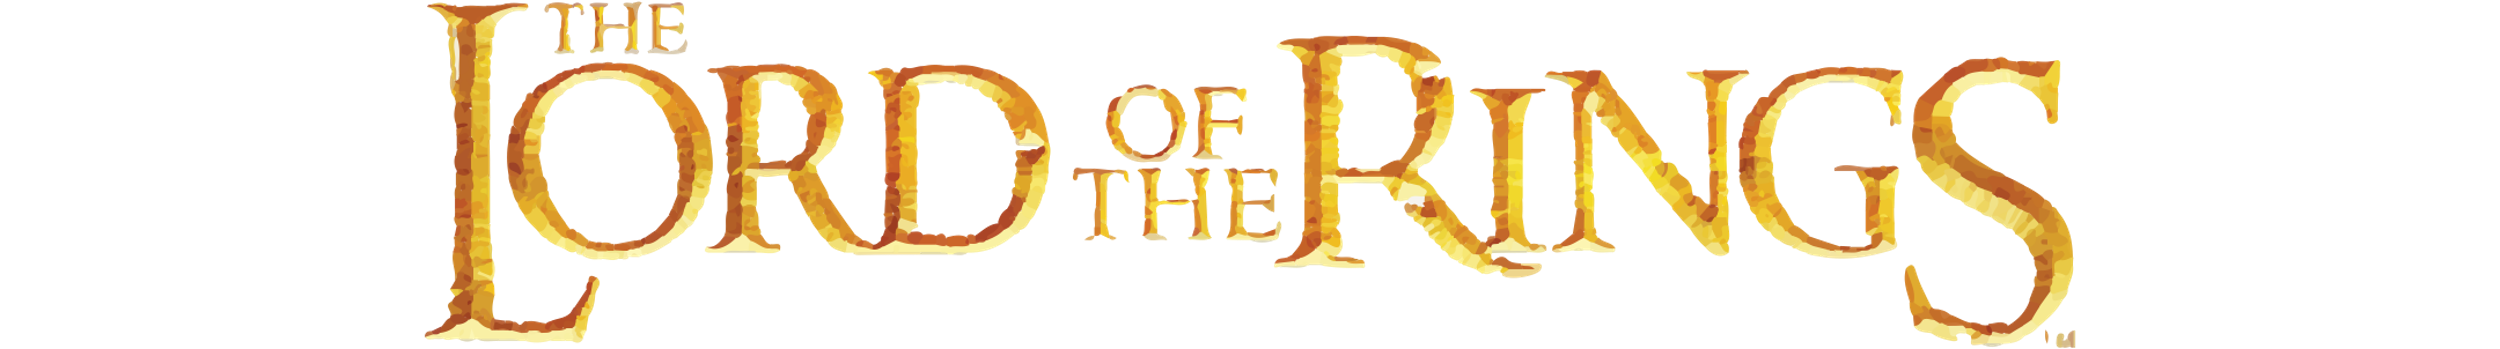 THE LORD OF THE RINGS